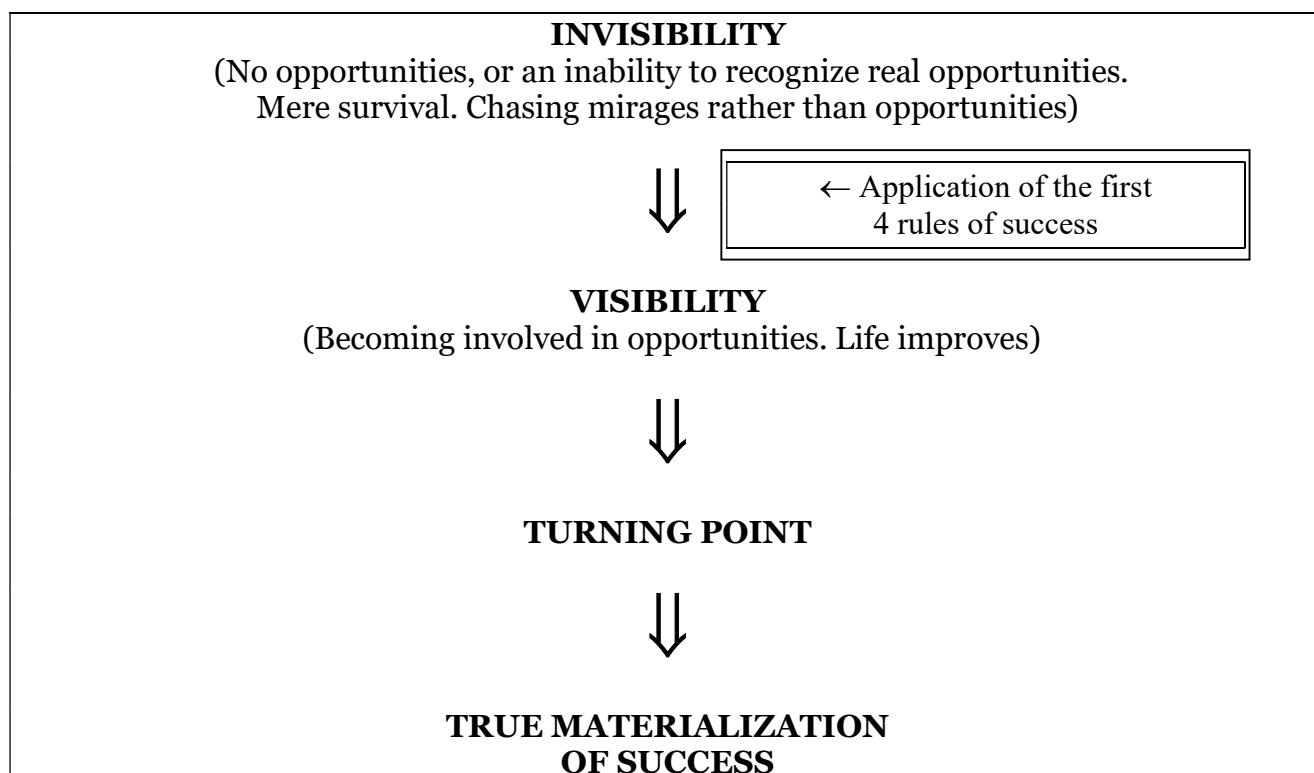 INVISIBILITY
(No opportunities, or an inability to recognize real opportunities.
Mere survival. Chasing mirages rather than opportunities)
⇓
← Application of the first
4 rules of success
VISIBILITY
(Becoming involved in opportunities. Life improves)
⇓
TURNING POINT
⇓
TRUE MATERIALIZATION
OF SUCCESS